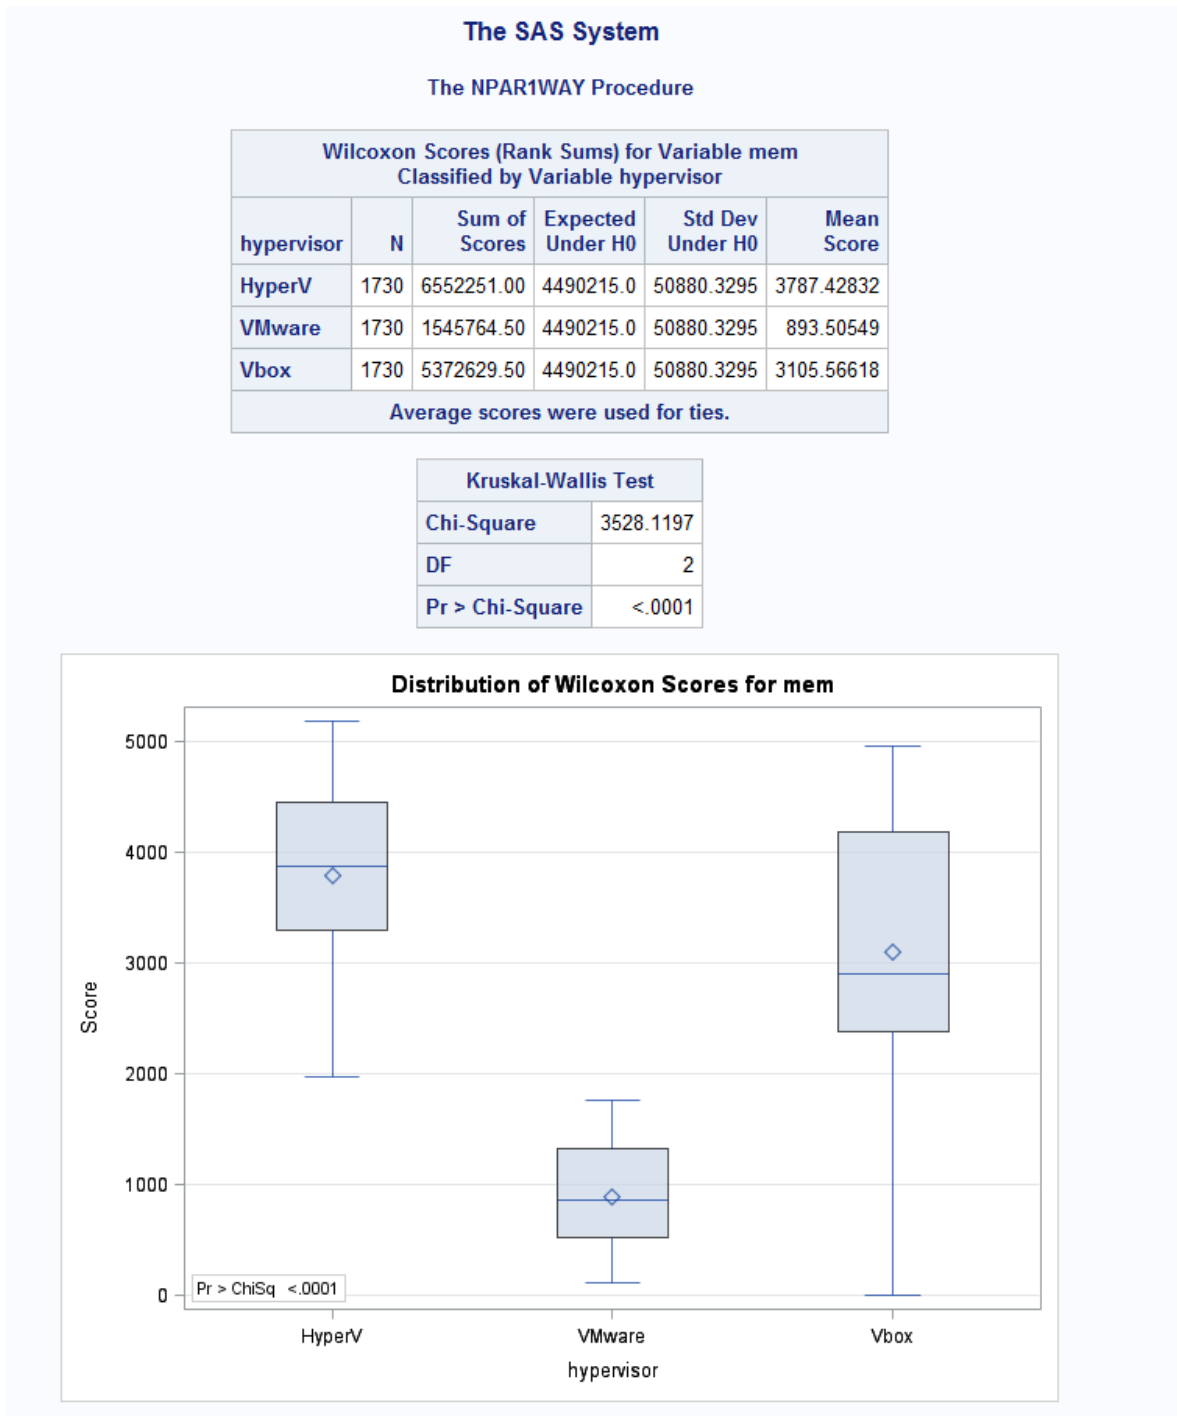 The SAS System
The NPAR1WAY Procedure
Wilcoxon Scores (Rank Sums) for Variable mem
Classified by Variable hypervisor
hypervisor N Sum of Scores Expected Under H0 Std Dev Under H0 Mean Score
HyperV 1730 6552251.00 4490215.0 50880.3295 3787.42832
VMware 1730 1545764.50 4490215.0 50880.3295 893.50549
Vbox 1730 5372629.50 4490215.0 50880.3295 3105.56618
Average scores were used for ties.
Kruskal-Wallis Test
Chi-Square 3528.1197
DF 2
Pr > Chi-Square <.0001
Distribution of Wilcoxon Scores for mem
5000
4000
3000
2000
1000
0
Score
Pr > ChiSq <.0001
HyperV VMware Vbox
hypervisor